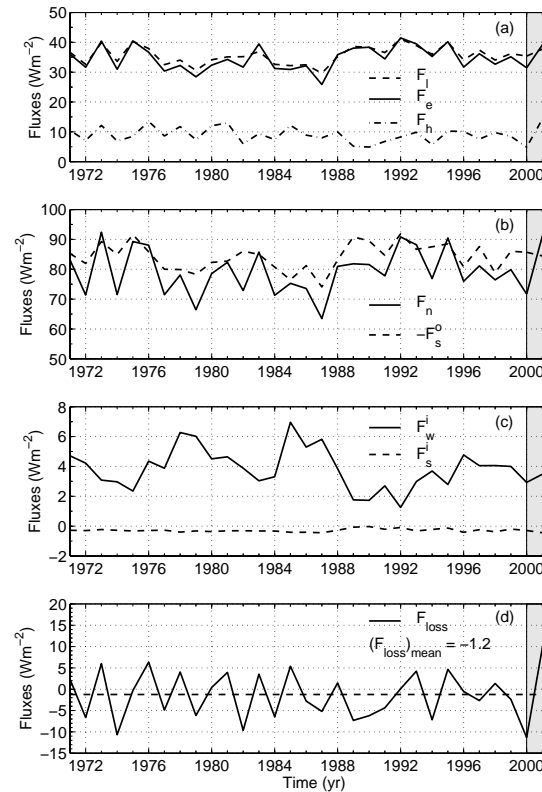 (a)
40
30
20
10
0
Fluxes (Wm⁻²)
F_l
F_e
F_h
1972 1976 1980 1984 1988 1992 1996 2000
(b)
100
90
80
70
60
50
Fluxes (Wm⁻²)
F_n
−F_s^o
1972 1976 1980 1984 1988 1992 1996 2000
(c)
8
6
4
2
0
−2
Fluxes (Wm⁻²)
F_w^i
F_s^i
1972 1976 1980 1984 1988 1992 1996 2000
(d)
20
15
10
5
0
−5
−10
−15
Fluxes (Wm⁻²)
F_loss
(F_loss)_mean = −1.2
1972 1976 1980 1984 1988 1992 1996 2000
Time (yr)